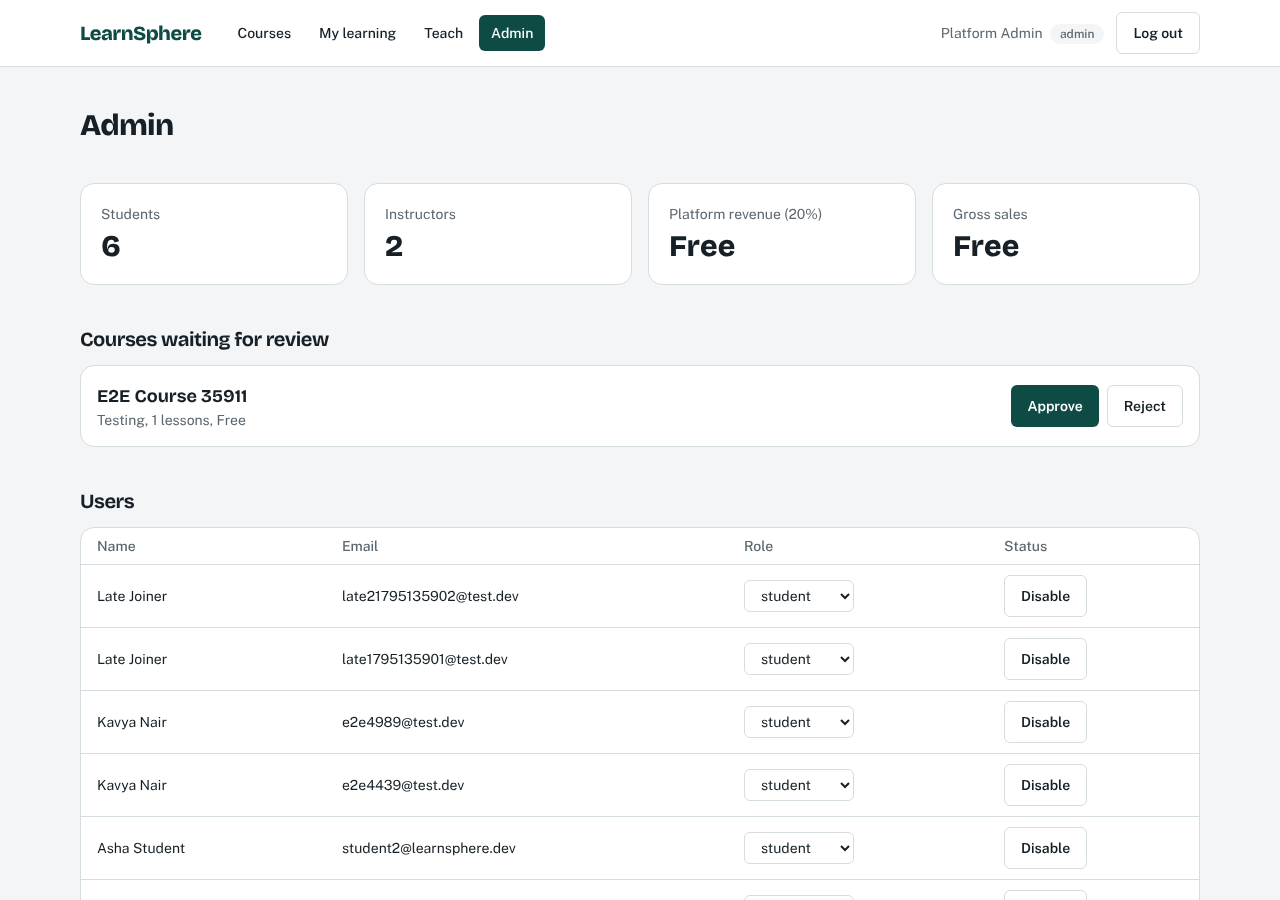 LearnSphere Courses My learning Teach Admin Platform Admin admin Log out
Admin
Students Instructors Platform revenue (20%) Gross sales
6 2 Free Free
Courses waiting for review
E2E Course 35911
Testing, 1 lessons, Free
Approve Reject
Users
Name Email Role Status
Late Joiner late21795135902@test.dev student Disable
Late Joiner late1795135901@test.dev student Disable
Kavya Nair e2e4989@test.dev student Disable
Kavya Nair e2e4439@test.dev student Disable
Asha Student student2@learnsphere.dev student Disable